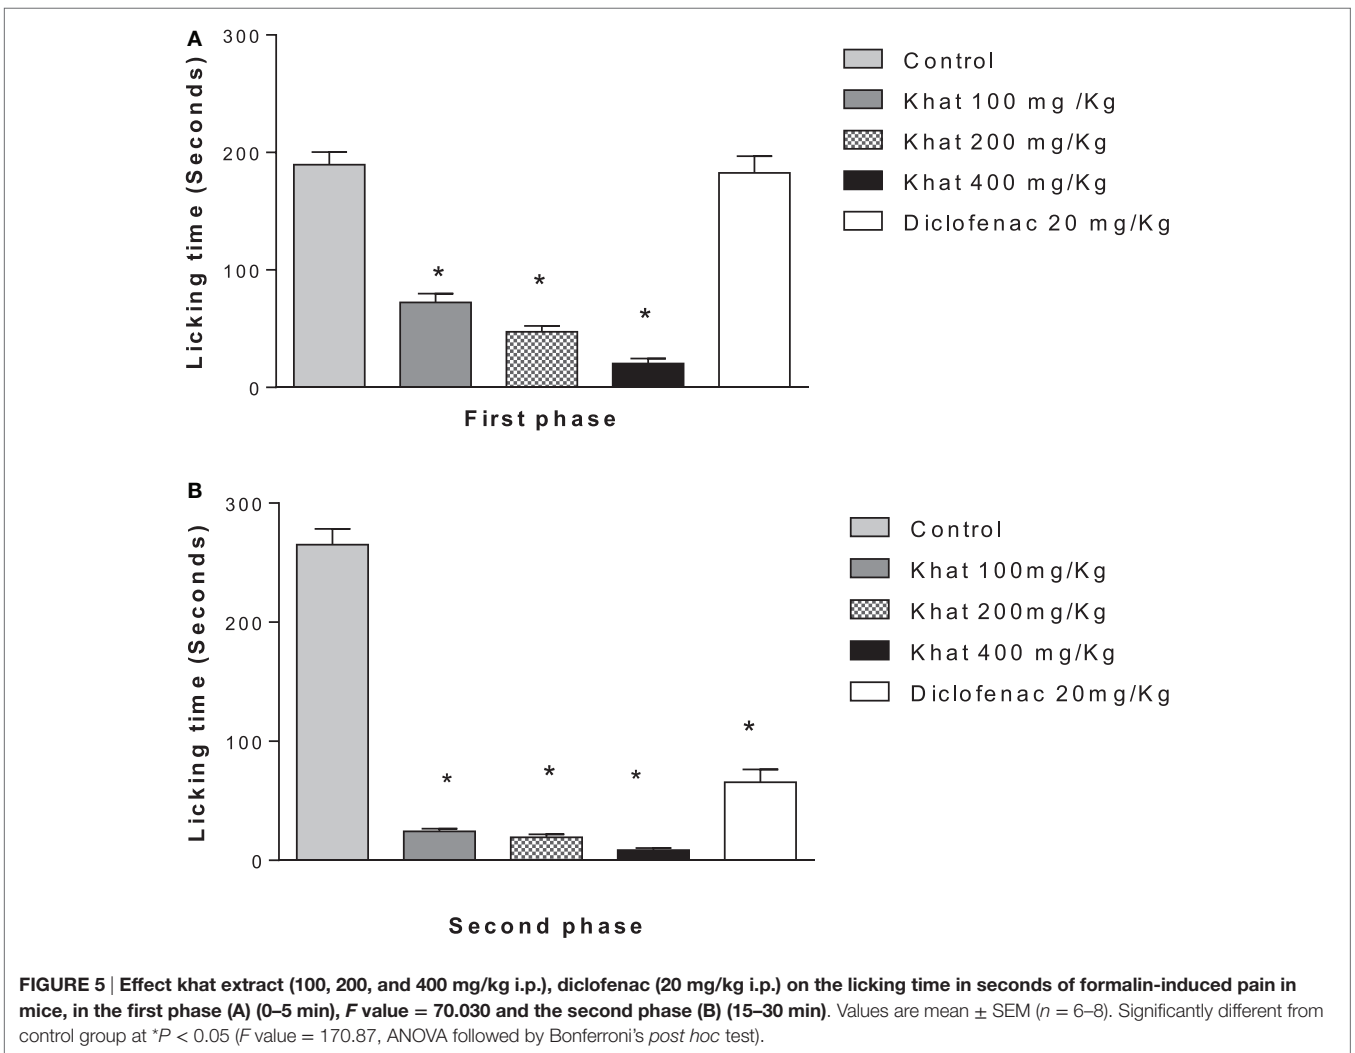 A
300
200
100
0
Licking time (Seconds)
First phase
Control
Khat 100 mg /Kg
Khat 200 mg/Kg
Khat 400 mg/Kg
Diclofenac 20 mg/Kg
*
*
*
B
300
200
100
0
Licking time (Seconds)
Second phase
Control
Khat 100mg/Kg
Khat 200mg/Kg
Khat 400 mg/Kg
Diclofenac 20mg/Kg
*
*
*
*
FIGURE 5 | Effect khat extract (100, 200, and 400 mg/kg i.p.), diclofenac (20 mg/kg i.p.) on the licking time in seconds of formalin-induced pain in
mice, in the first phase (A) (0–5 min), F value = 70.030 and the second phase (B) (15–30 min). Values are mean ± SEM (n = 6–8). Significantly different from
control group at *P < 0.05 (F value = 170.87, ANOVA followed by Bonferroni's post hoc test).